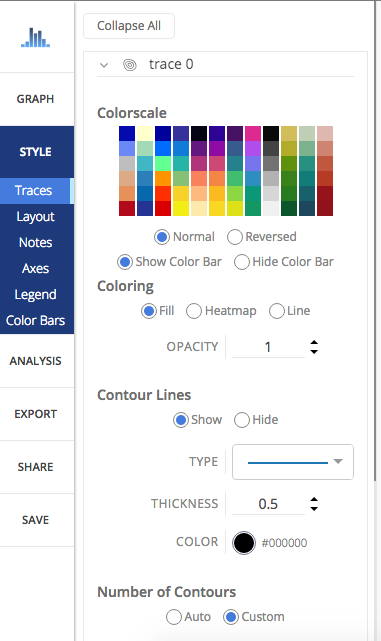 Collapse All
trace 0
GRAPH
STYLE
Traces
Layout
Notes
Axes
Legend
Color Bars
ANALYSIS
EXPORT
SHARE
SAVE
Colorscale
Normal Reversed
Show Color Bar Hide Color Bar
Coloring
Fill Heatmap Line
OPACITY 1
Contour Lines
Show Hide
TYPE
THICKNESS 0.5
COLOR #000000
Number of Contours
Auto Custom